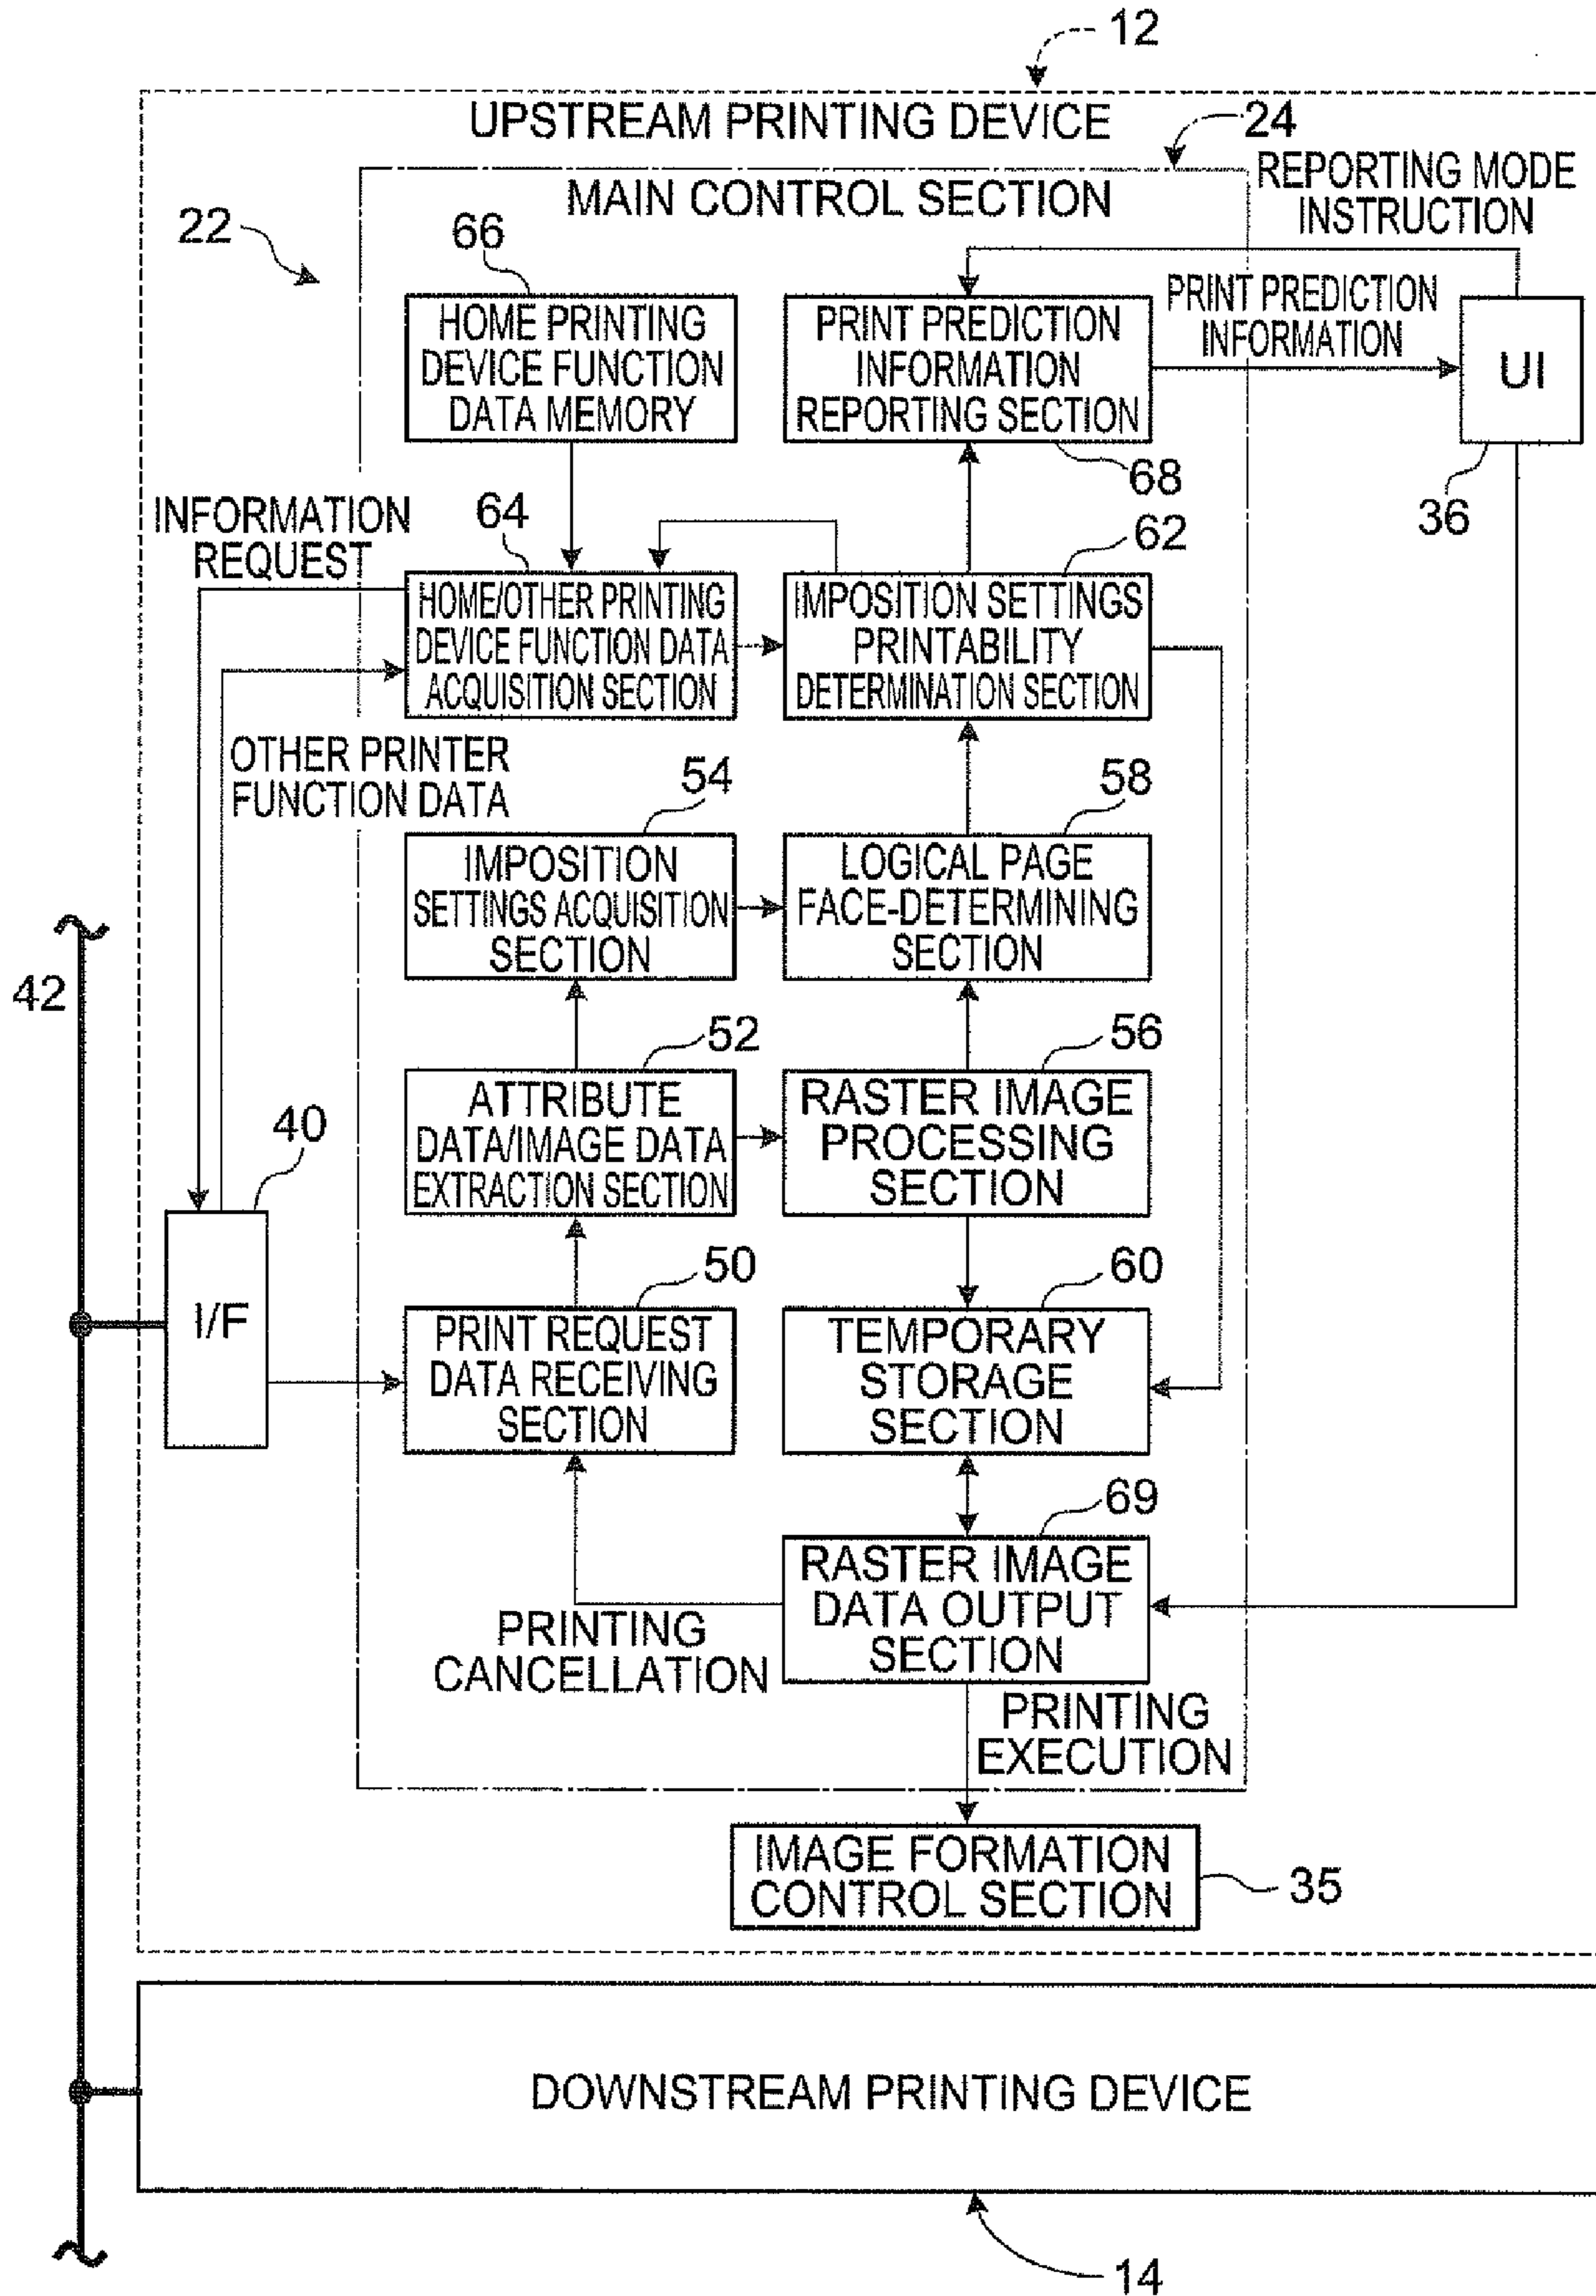 12
UPSTREAM PRINTING DEVICE
24
MAIN CONTROL SECTION
REPORTING MODE
INSTRUCTION
22
66
HOME PRINTING
DEVICE FUNCTION
DATA MEMORY
PRINT PREDICTION
INFORMATION
REPORTING SECTION
68
PRINT PREDICTION
INFORMATION
UI
36
INFORMATION
REQUEST
64
HOME/OTHER PRINTING
DEVICE FUNCTION DATA
ACQUISITION SECTION
62
IMPOSITION SETTINGS
PRINTABILITY
DETERMINATION SECTION
OTHER PRINTER
FUNCTION DATA
54
IMPOSITION
SETTINGS ACQUISITION
SECTION
58
LOGICAL PAGE
FACE-DETERMINING
SECTION
42
52
ATTRIBUTE
DATA/IMAGE DATA
EXTRACTION SECTION
56
RASTER IMAGE
PROCESSING
SECTION
40
I/F
50
PRINT REQUEST
DATA RECEIVING
SECTION
60
TEMPORARY
STORAGE
SECTION
69
RASTER IMAGE
DATA OUTPUT
SECTION
PRINTING
CANCELLATION
PRINTING
EXECUTION
IMAGE FORMATION
CONTROL SECTION
35
DOWNSTREAM PRINTING DEVICE
14